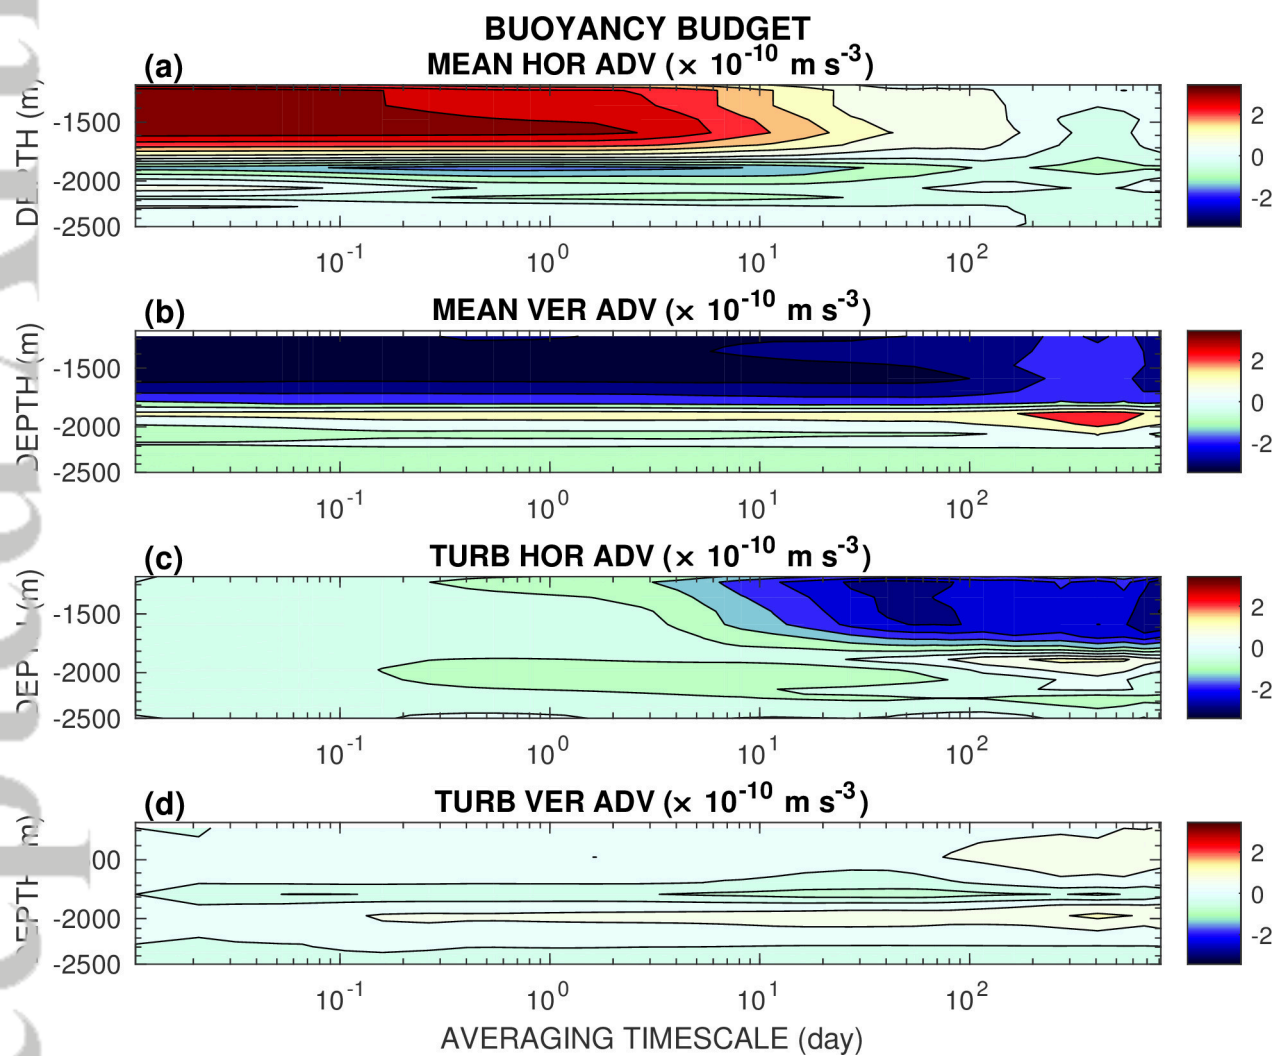 BUOYANCY BUDGET
(a) MEAN HOR ADV (× 10^-10 m s^-3)
DEPTH (m)
-1500
-2000
-2500
10^-1 10^0 10^1 10^2
2
0
-2
(b) MEAN VER ADV (× 10^-10 m s^-3)
DEPTH (m)
-1500
-2000
-2500
10^-1 10^0 10^1 10^2
2
0
-2
(c) TURB HOR ADV (× 10^-10 m s^-3)
DEP (m)
-1500
-2000
-2500
10^-1 10^0 10^1 10^2
2
0
-2
(d) TURB VER ADV (× 10^-10 m s^-3)
DEPTH m)
00
-2000
-2500
10^-1 10^0 10^1 10^2
2
0
-2
AVERAGING TIMESCALE (day)